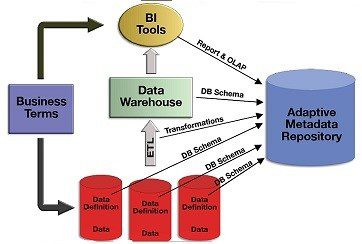 BI
Tools
Report & OLAP
Business
Terms
Data
Warehouse
DB Schema
Adaptive
Metadata
Repository
ETL
Transformations
DB Schema
DB Schema
DB Schema
Data
Definition
Data
Data
Definition
Data
Data
Definition
Data